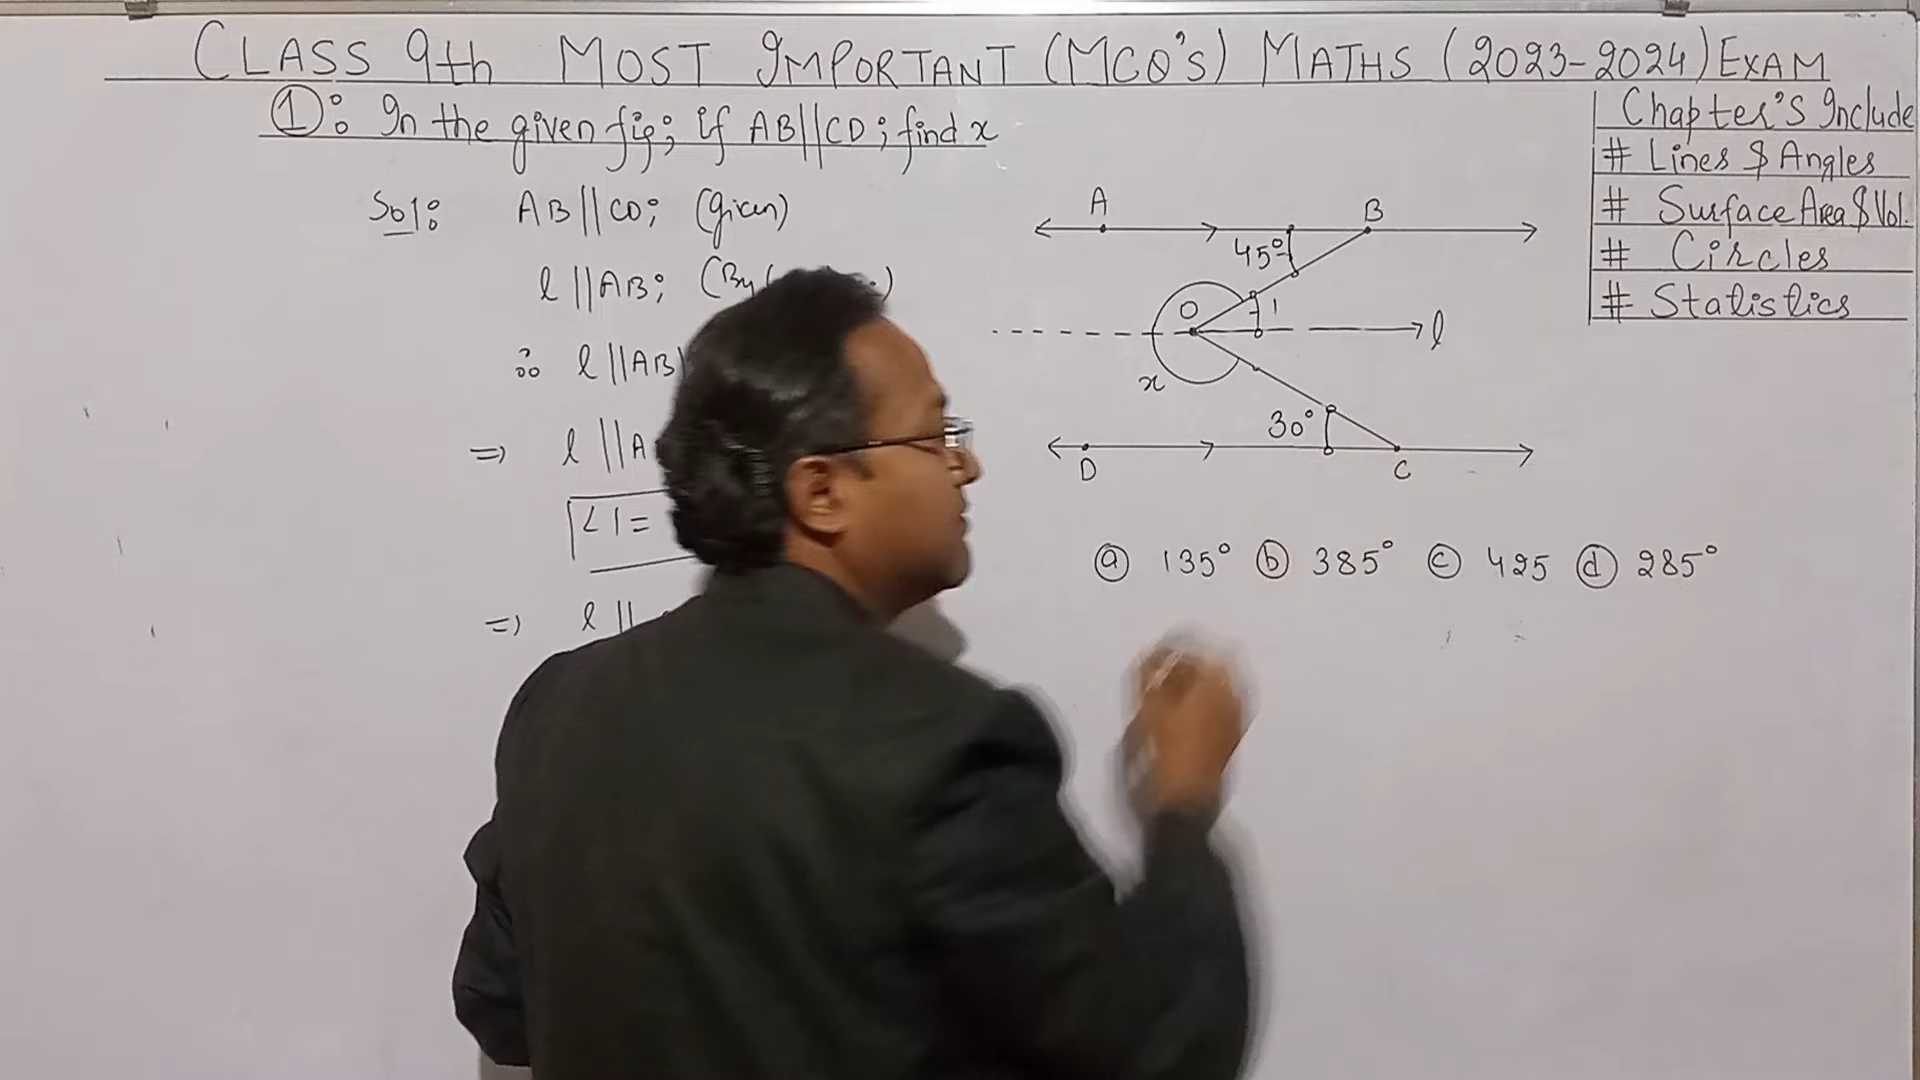 CLASS 9th MOST IMPORTANT (MCQ'S) MATHS (2023-2024) EXAM
①: In the given fig; if AB||CD; find x
Chapter's Include
# Lines & Angles
# Surface Area & Vol.
# Circles
# Statistics
Sol: AB||CD; (Given)
l||AB; (By
∴ l||AB
⇒ l||A
∠1=
⇒ l||
A
B
45°
O
1
l
x
30°
D
C
ⓐ 135° ⓑ 385° ⓒ 425 ⓓ 285°